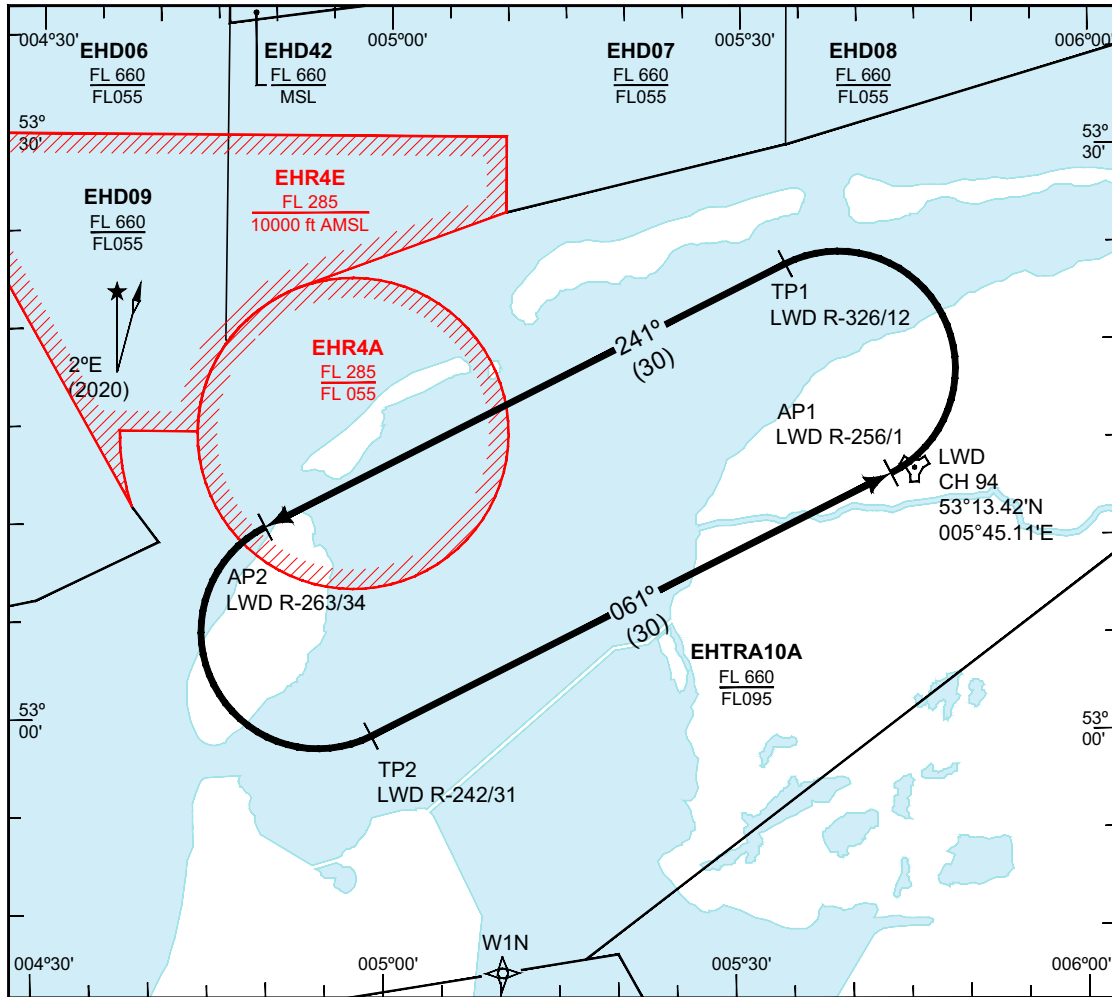 004°30'
005°00'
005°30'
006°00'
EHD06
FL 660
FL055
EHD42
FL 660
MSL
EHD07
FL 660
FL055
EHD08
FL 660
FL055
53°
30'
53°
30'
EHR4E
FL 285
10000 ft AMSL
EHD09
FL 660
FL055
2°E
(2020)
EHR4A
FL 285
FL 055
241°
(30)
TP1
LWD R-326/12
AP1
LWD R-256/1
LWD
CH 94
53°13.42'N
005°45.11'E
AP2
LWD R-263/34
061°
(30)
EHTRA10A
FL 660
FL095
53°
00'
53°
00'
TP2
LWD R-242/31
W1N
004°30'
005°00'
005°30'
006°00'